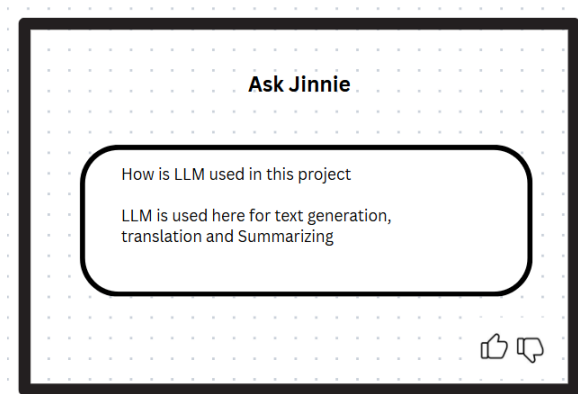 Ask Jinnie
How is LLM used in this project
LLM is used here for text generation,
translation and Summarizing